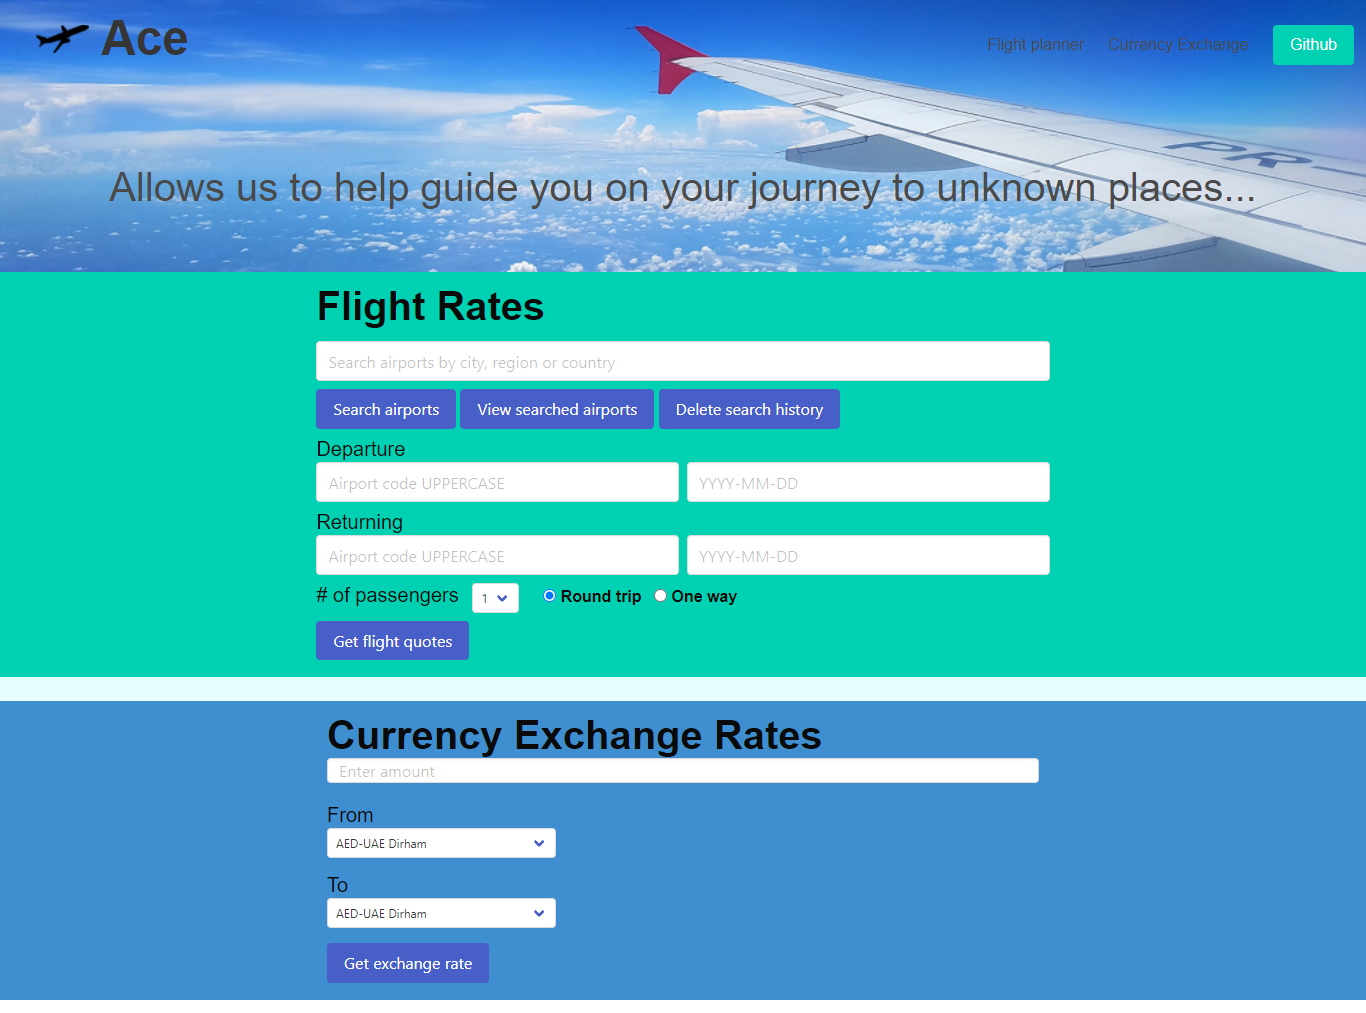 Ace
Flight planner Currency Exchange Github
PR
Allows us to help guide you on your journey to unknown places...
Flight Rates
Search airports by city, region or country
Search airports View searched airports Delete search history
Departure
Airport code UPPERCASE YYYY-MM-DD
Returning
Airport code UPPERCASE YYYY-MM-DD
# of passengers 1 Round trip One way
Get flight quotes
Currency Exchange Rates
Enter amount
From
AED-UAE Dirham
To
AED-UAE Dirham
Get exchange rate